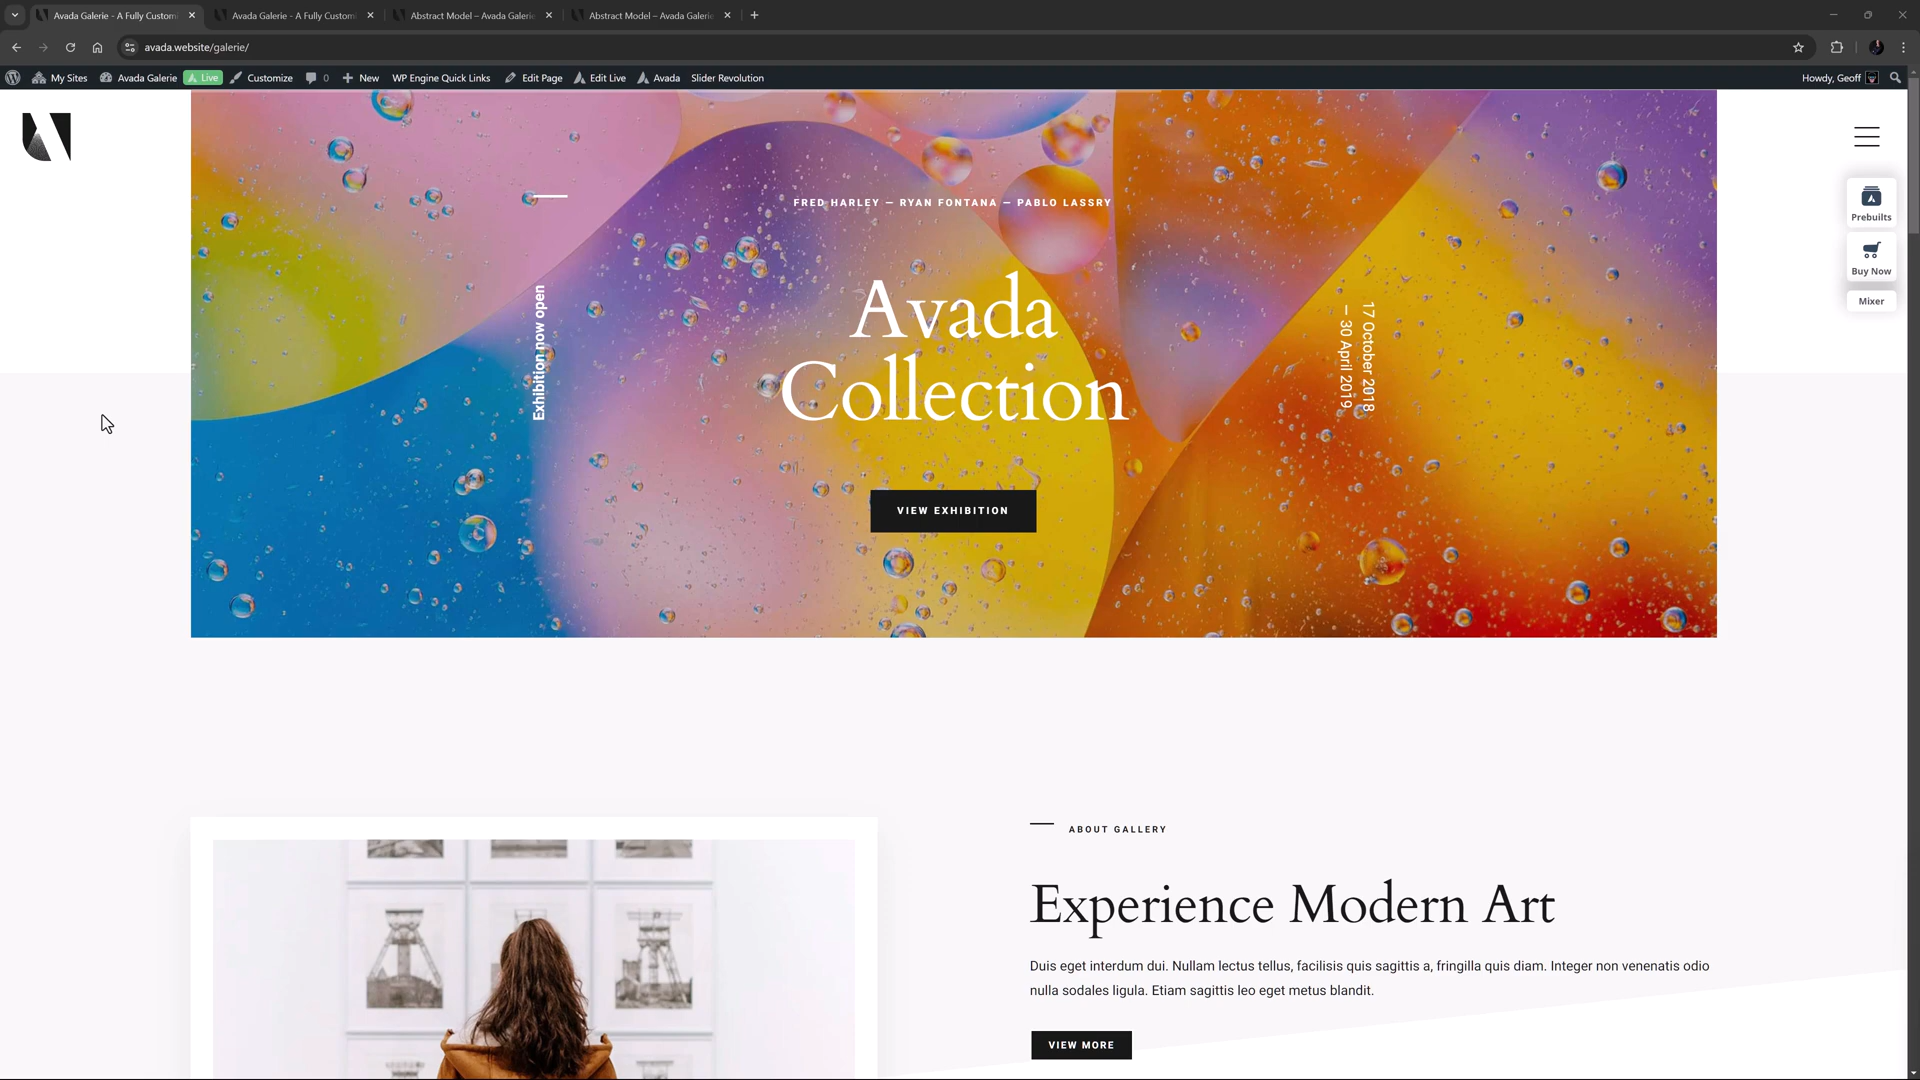 Avada Galerie - A Fully Custom
Avada Galerie - A Fully Custom
Abstract Model – Avada Galerie
Abstract Model – Avada Galerie
avada.website/galerie/
My Sites
Avada Galerie
Live
Customize
0
New
WP Engine Quick Links
Edit Page
Edit Live
Avada
Slider Revolution
Howdy, Geoff
FRED HARLEY — RYAN FONTANA — PABLO LASSRY
Exhibition now open
Avada
Collection
17 October 2018
– 30 April 2019
VIEW EXHIBITION
Prebuilts
Buy Now
Mixer
ABOUT GALLERY
Experience Modern Art
Duis eget interdum dui. Nullam lectus tellus, facilisis quis sagittis a, fringilla quis diam. Integer non venenatis odio
nulla sodales ligula. Etiam sagittis leo eget metus blandit.
VIEW MORE